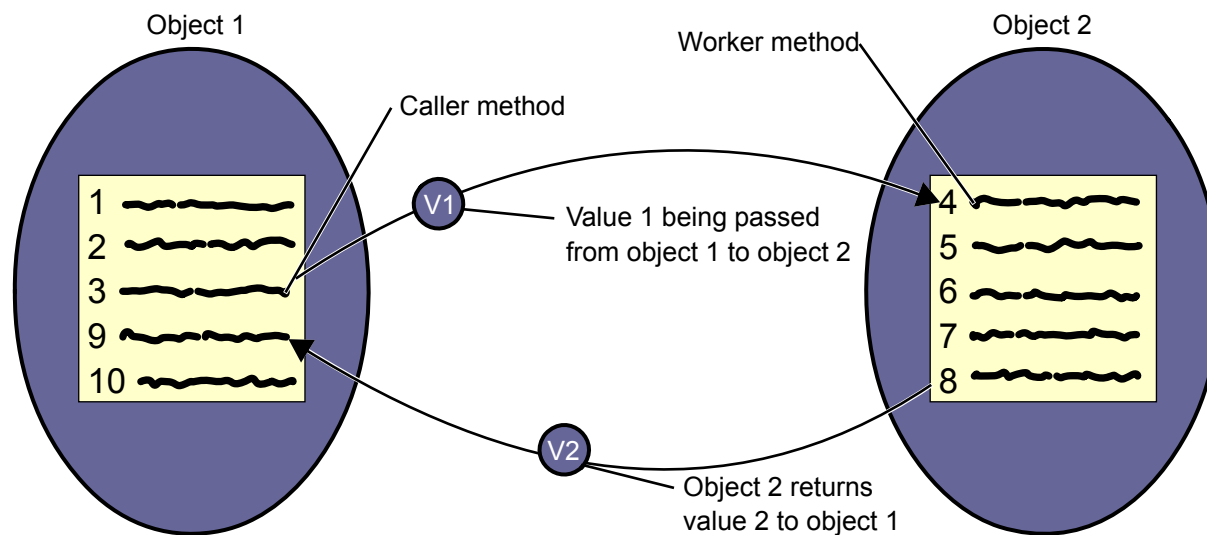 Object 1
Object 2
Worker method
Caller method
1
2
3
9
10
V1
Value 1 being passed
from object 1 to object 2
4
5
6
7
8
V2
Object 2 returns
value 2 to object 1